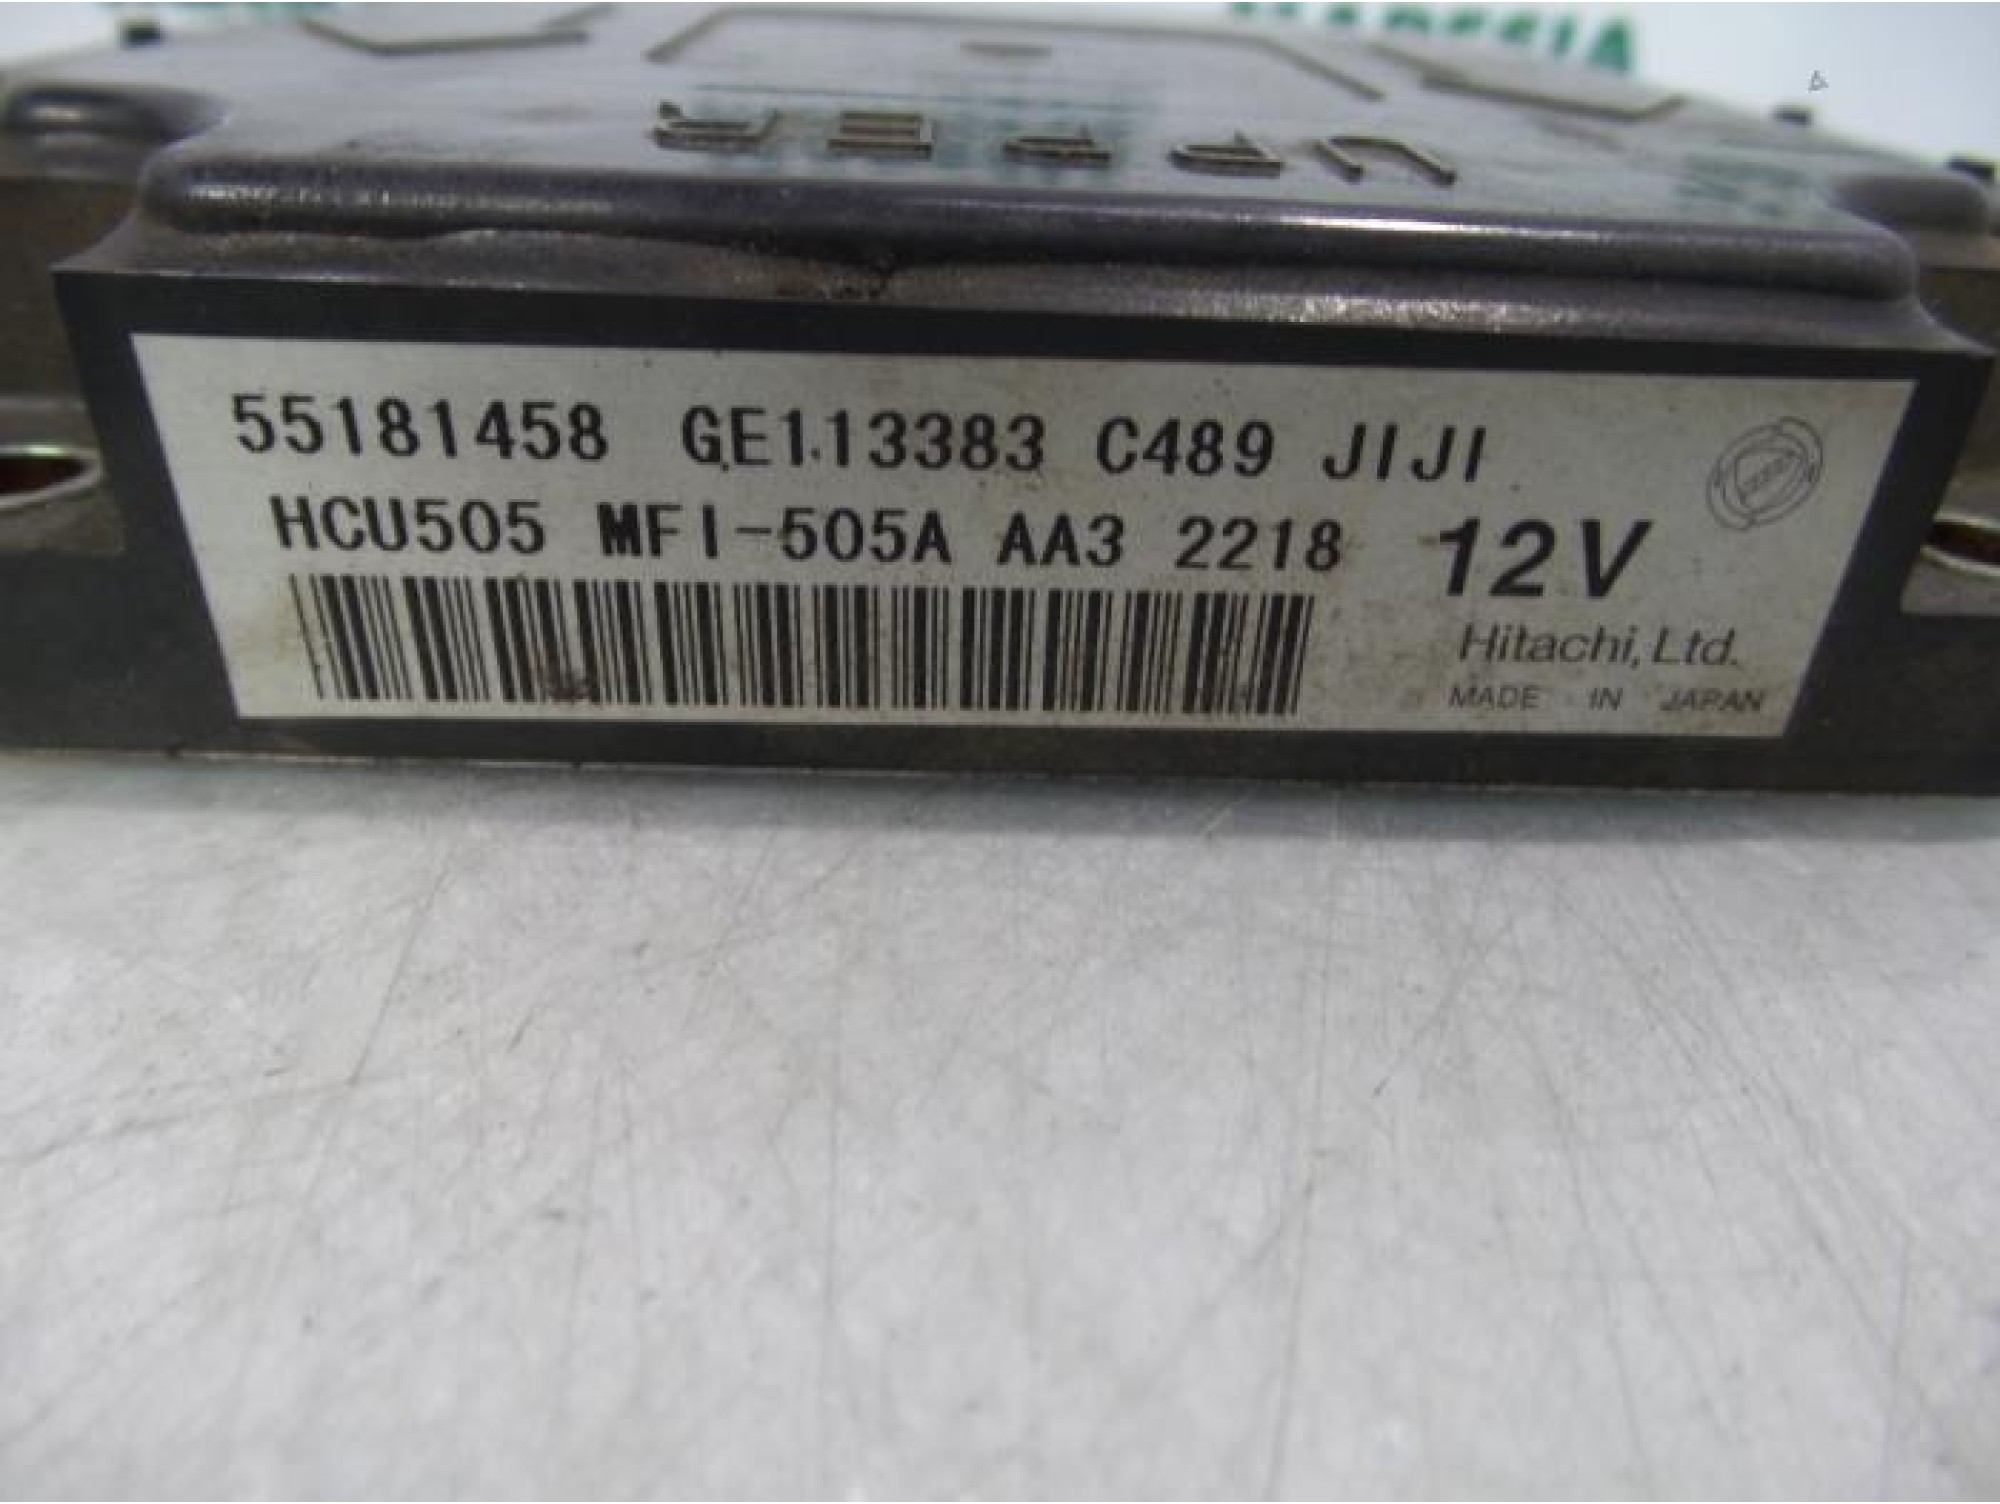 UPPER
55181458 GE113383 C489 JIJI
HCU505 MFI-505A AA3 2218 12V
Hitachi, Ltd.
MADE IN JAPAN